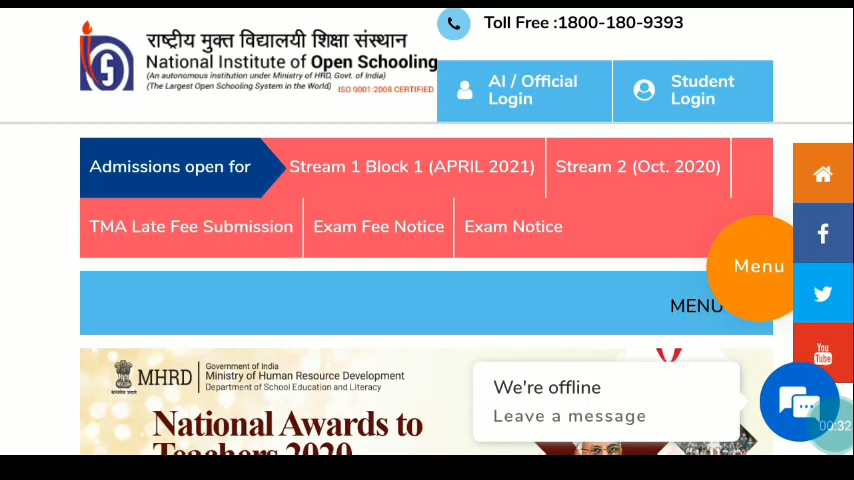 Toll Free :1800-180-9393
राष्ट्रीय मुक्त विद्यालयी शिक्षा संस्थान
National Institute of Open Schooling
(An autonomous institution under Ministry of HRD, Govt. of India)
(The Largest Open Schooling System in the World) ISO 9001:2008 CERTIFIED
AI / Official Login
Student Login
Admissions open for
Stream 1 Block 1 (APRIL 2021)
Stream 2 (Oct. 2020)
TMA Late Fee Submission
Exam Fee Notice
Exam Notice
Menu
MENU
You Tube
MHRD
Government of India
Ministry of Human Resource Development
Department of School Education and Literacy
National Awards to
Teachers 2020
We're offline
Leave a message
00:32